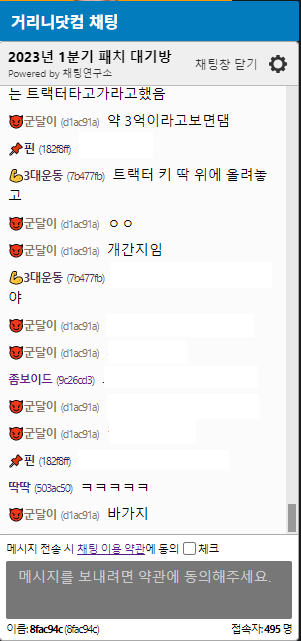 거리니닷컴 채팅
2023년 1분기 패치 대기방
Powered by 채팅연구소
채팅창 닫기
는 트랙터타고가라고했음
군달이 (d1ac91a) 약 3억이라고보면댐
핀 (182f8ff)
3대운동 (7b477fb) 트랙터 키 딱 위에 올려놓
고
군달이 (d1ac91a) ㅇㅇ
군달이 (d1ac91a) 개간지임
3대운동 (7b477fb)
야
군달이 (d1ac91a)
군달이 (d1ac91a)
좀보이드 (9c26cd3)
군달이 (d1ac91a)
군달이 (d1ac91a)
핀 (182f8ff)
딱딱 (503ac50) ㅋㅋㅋㅋㅋ
군달이 (d1ac91a) 바가지
메시지 전송 시 채팅 이용 약관에 동의 체크
메시지를 보내려면 약관에 동의해주세요.
이름: 8fac94c (8fac94c) 접속자:495 명